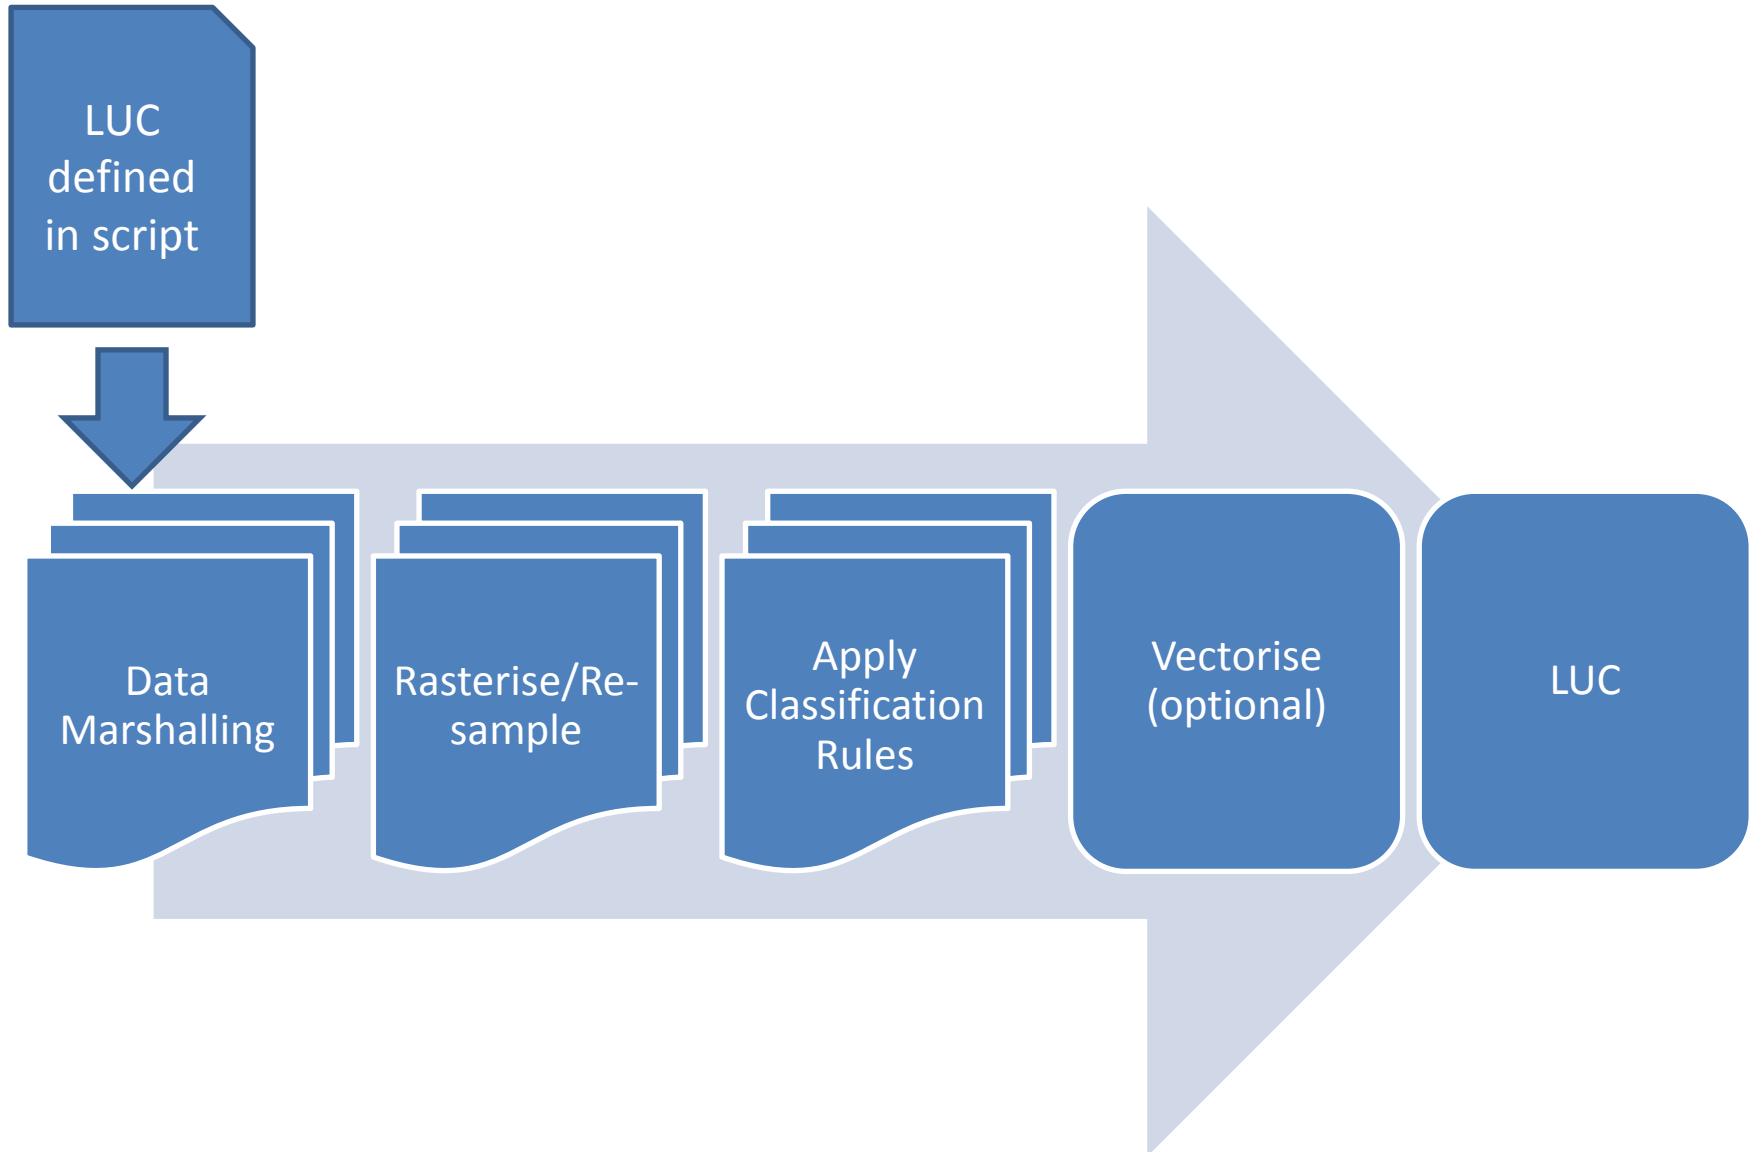 LUC
defined
in script
Data
Marshalling
Rasterise/Re-
sample
Apply
Classification
Rules
Vectorise
(optional)
LUC